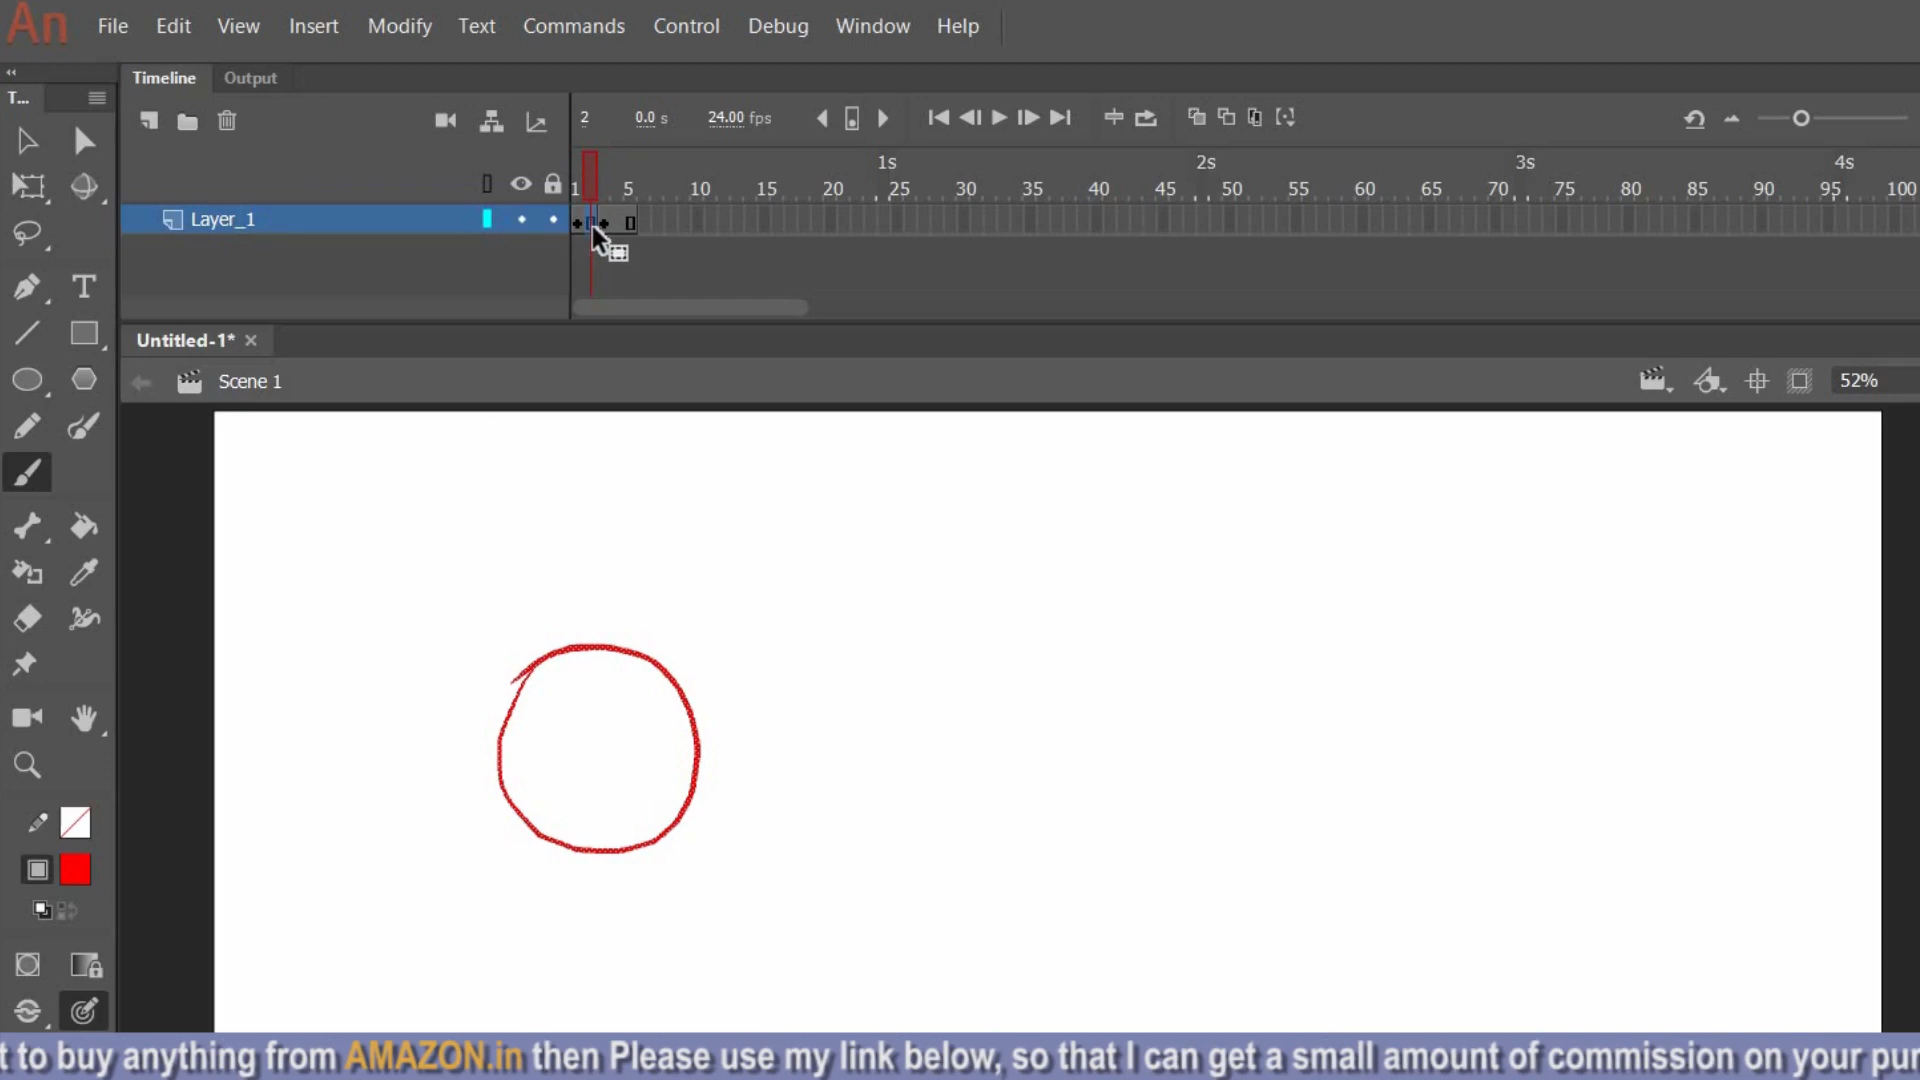 An File Edit View Insert Modify Text Commands Control Debug Window Help
Timeline Output
T...
2 0.0 s 24.00 fps
1s 2s 3s 4s
1 5 10 15 20 25 30 35 40 45 50 55 60 65 70 75 80 85 90 95 100
Layer_1
Untitled-1*
Scene 1 52%
t to buy anything from AMAZON.in then Please use my link below, so that I can get a small amount of commission on your pur